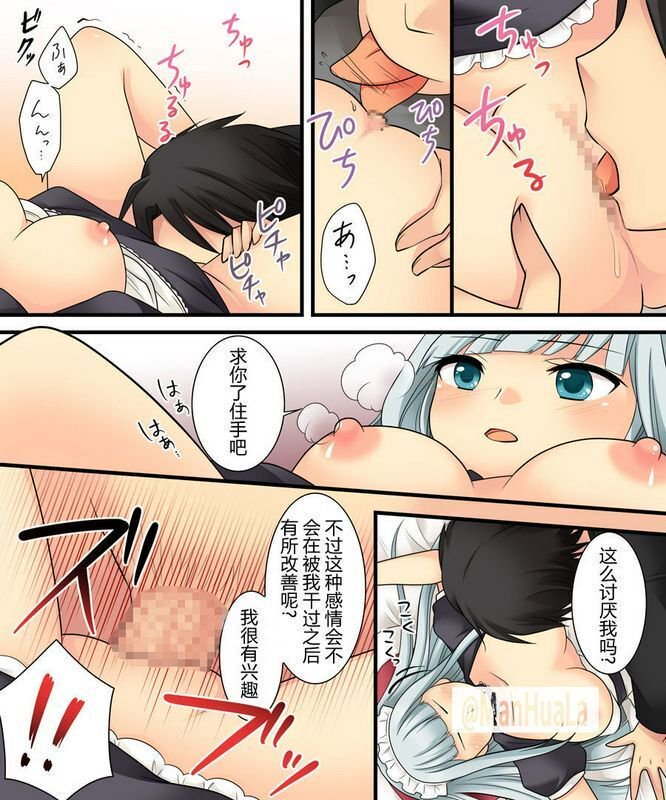 ちゅっ
ちゅるる
ぴち
ぴち
あ…っ
ちゅっ
ちゅるる
ピチャ
ピチャ
ビクッ
ふぁ
んんっ…
求你了住手吧
はぁ
はぁ…
这么讨厌我吗?
くちゅ…っ
不过这种感情会不
会在被我干过之后
有所改善呢?
我很有兴趣
ズッ
ズッ
!!
@ManHuaLa